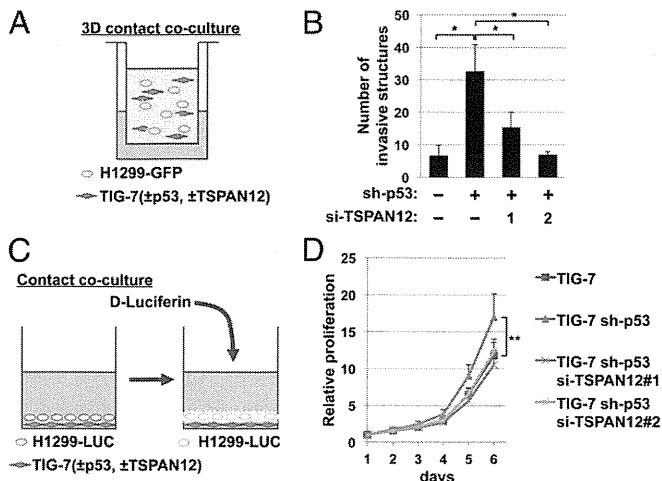 A
3D contact co-culture
H1299-GFP
TIG-7(±p53, ±TSPAN12)
B
Number of
invasive structures
50
40
30
20
10
0
*
*
*
sh-p53: – + + +
si-TSPAN12: – – 1 2
C
Contact co-culture
D-Luciferin
H1299-LUC
H1299-LUC
TIG-7(±p53, ±TSPAN12)
D
Relative proliferation
25
20
15
10
5
0
1 2 3 4 5 6
days
**
TIG-7
TIG-7 sh-p53
TIG-7 sh-p53
si-TSPAN12#1
TIG-7 sh-p53
si-TSPAN12#2